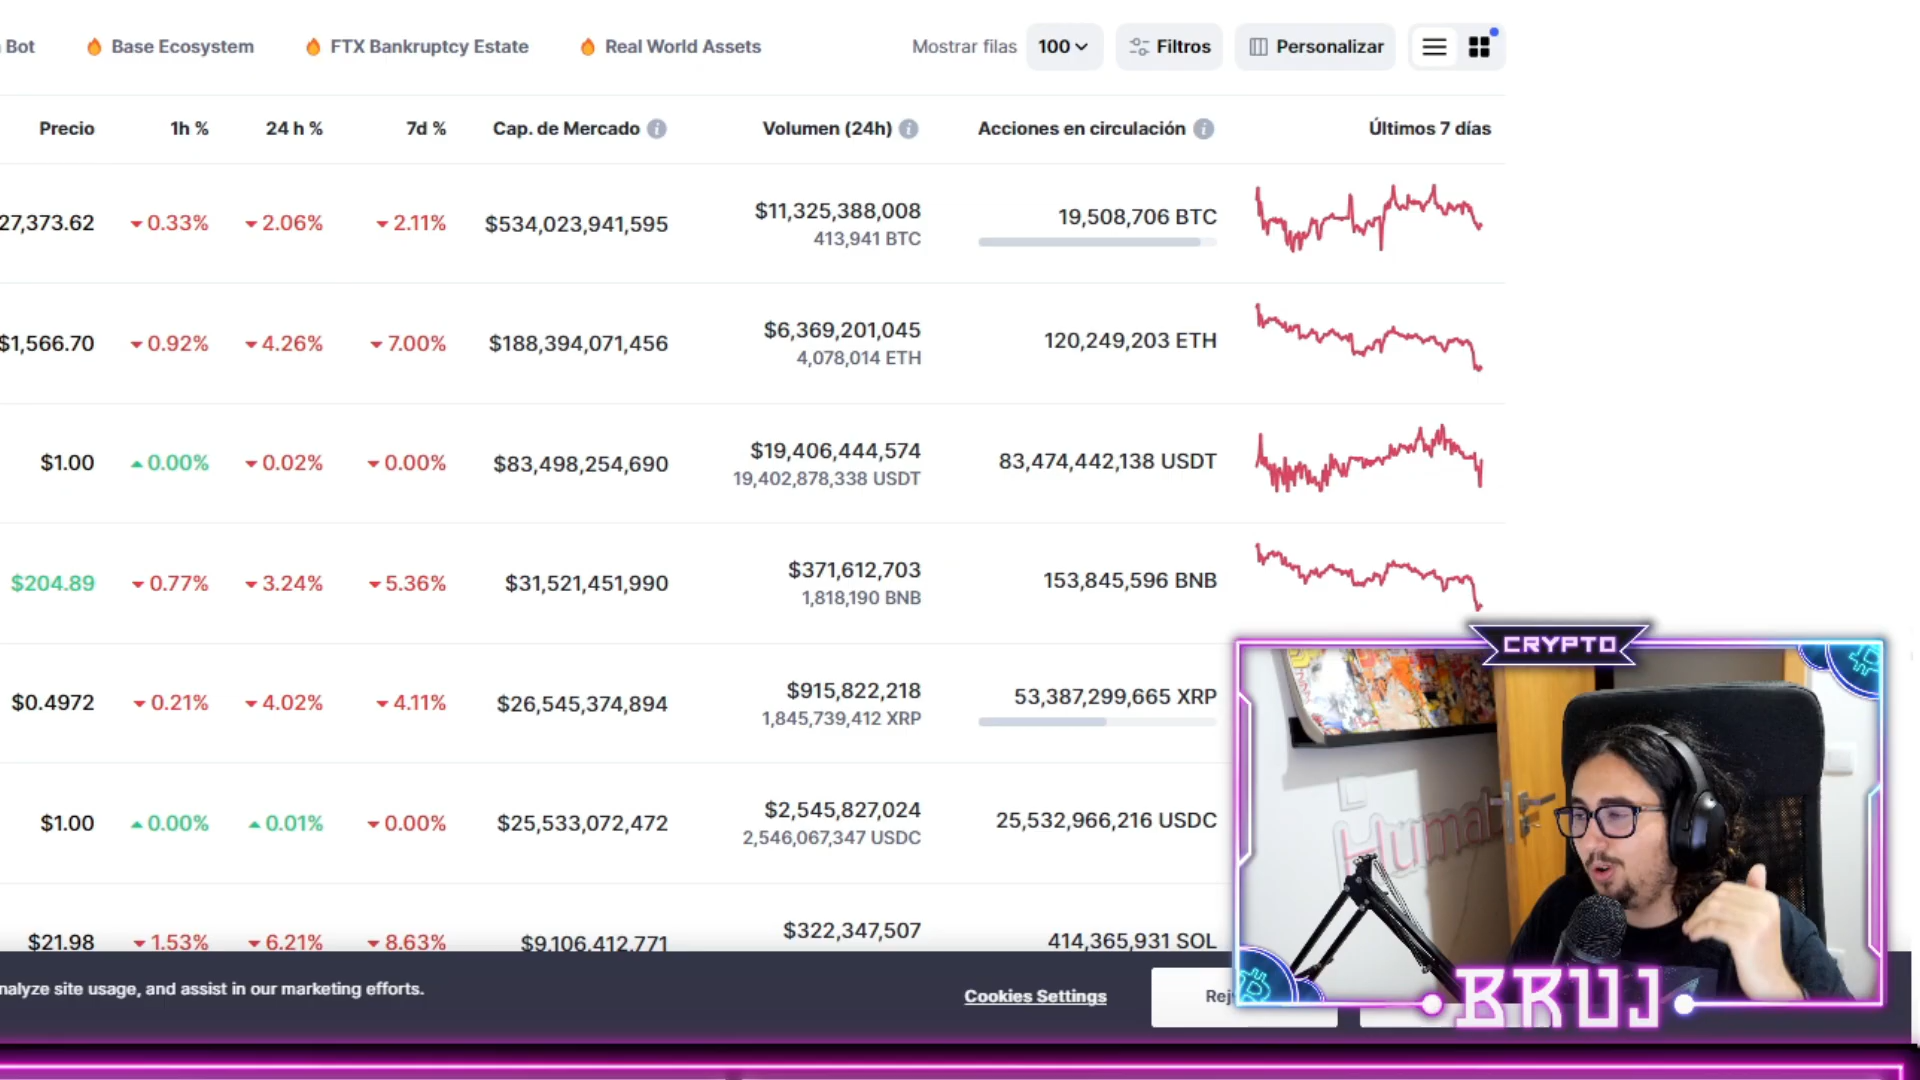 Bot
Base Ecosystem
FTX Bankruptcy Estate
Real World Assets
Mostrar filas
100
Filtros
Personalizar
Precio
1h %
24 h %
7d %
Cap. de Mercado
Volumen (24h)
Acciones en circulación
Últimos 7 días
27,373.62
0.33%
2.06%
2.11%
$534,023,941,595
$11,325,388,008
413,941 BTC
19,508,706 BTC
$1,566.70
0.92%
4.26%
7.00%
$188,394,071,456
$6,369,201,045
4,078,014 ETH
120,249,203 ETH
$1.00
0.00%
0.02%
0.00%
$83,498,254,690
$19,406,444,574
19,402,878,338 USDT
83,474,442,138 USDT
$204.89
0.77%
3.24%
5.36%
$31,521,451,990
$371,612,703
1,818,190 BNB
153,845,596 BNB
$0.4972
0.21%
4.02%
4.11%
$26,545,374,894
$915,822,218
1,845,739,412 XRP
53,387,299,665 XRP
$1.00
0.00%
0.01%
0.00%
$25,533,072,472
$2,545,827,024
2,546,067,347 USDC
25,532,966,216 USDC
$21.98
1.53%
6.21%
8.63%
$9,106,412,771
$322,347,507
414,365,931 SOL
nalyze site usage, and assist in our marketing efforts.
Cookies Settings
Rej
CRYPTO
Human
BRUJ